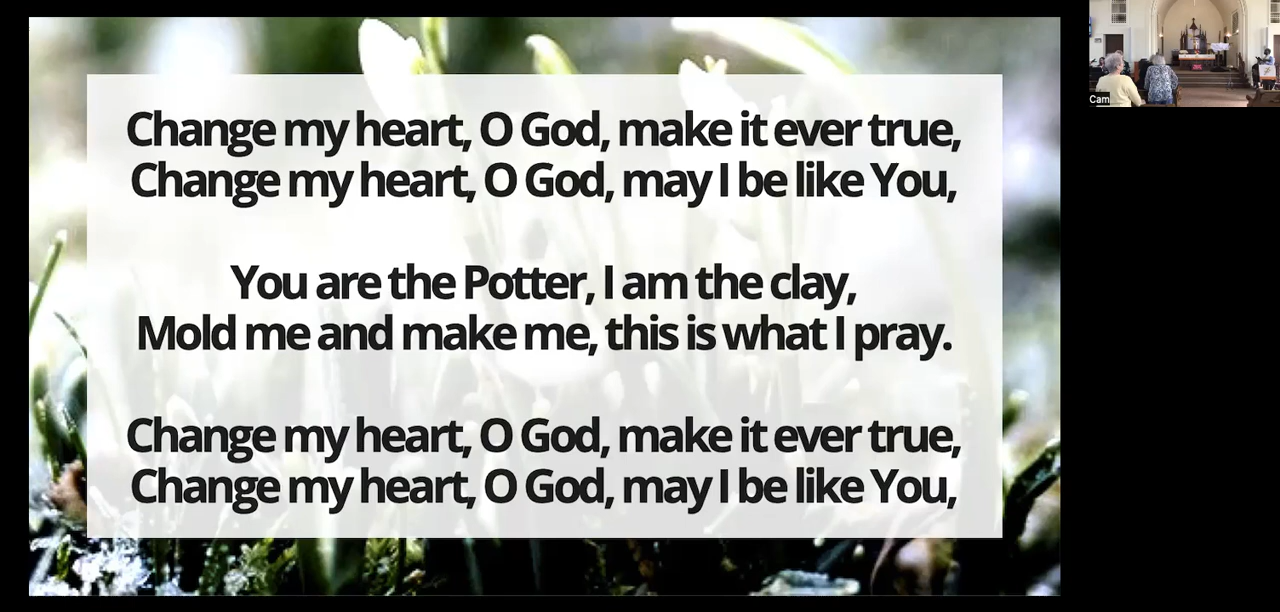 Change my heart, O God, make it ever true,
Change my heart, O God, may I be like You,
You are the Potter, I am the clay,
Mold me and make me, this is what I pray.
Change my heart, O God, make it ever true,
Change my heart, O God, may I be like You,
Cam